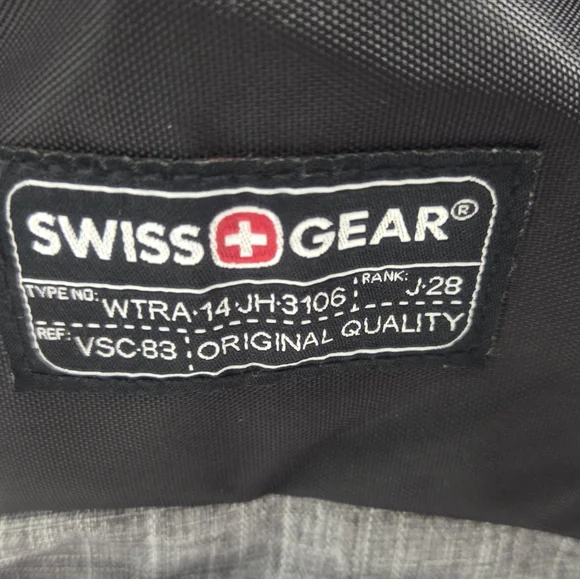 SWISS GEAR®
TYPE NO: WTRA·14·JH·3106 RANK: J·28
REF: VSC·83 ORIGINAL QUALITY